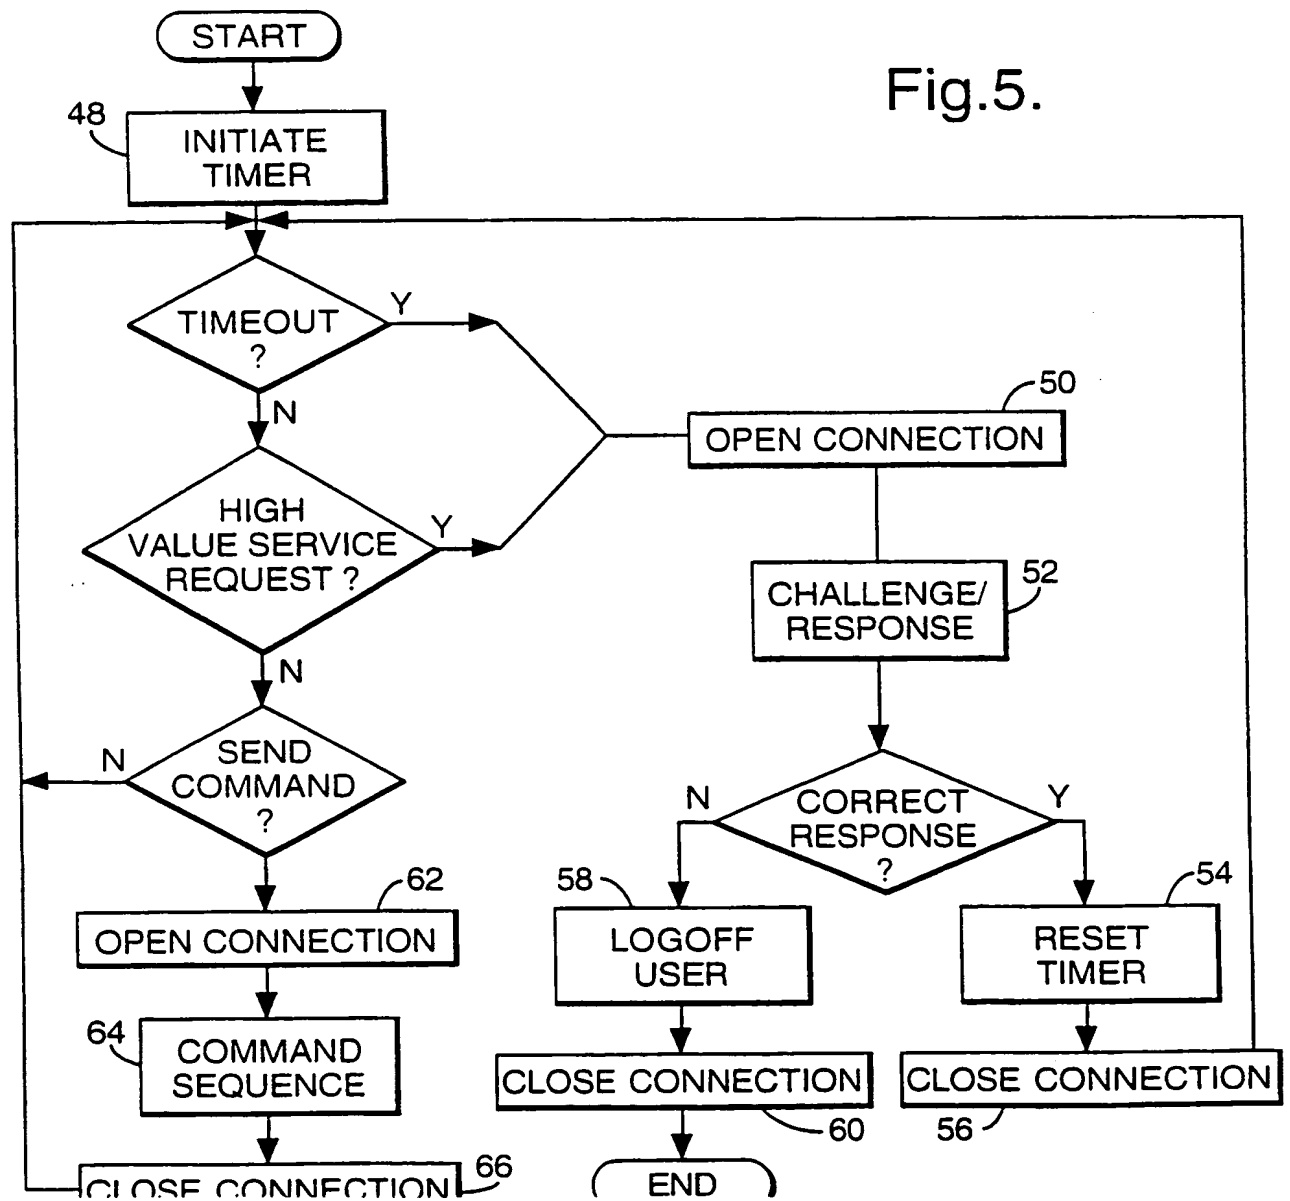 START
Fig.5.
48
INITIATE
TIMER
TIMEOUT
?
Y
N
50
OPEN CONNECTION
HIGH
VALUE SERVICE
REQUEST ?
Y
N
CHALLENGE/
RESPONSE
52
SEND
COMMAND
?
N
CORRECT
RESPONSE
?
N
Y
62
OPEN CONNECTION
58
LOGOFF
USER
54
RESET
TIMER
64
COMMAND
SEQUENCE
CLOSE CONNECTION
60
CLOSE CONNECTION
56
CLOSE CONNECTION
66
END